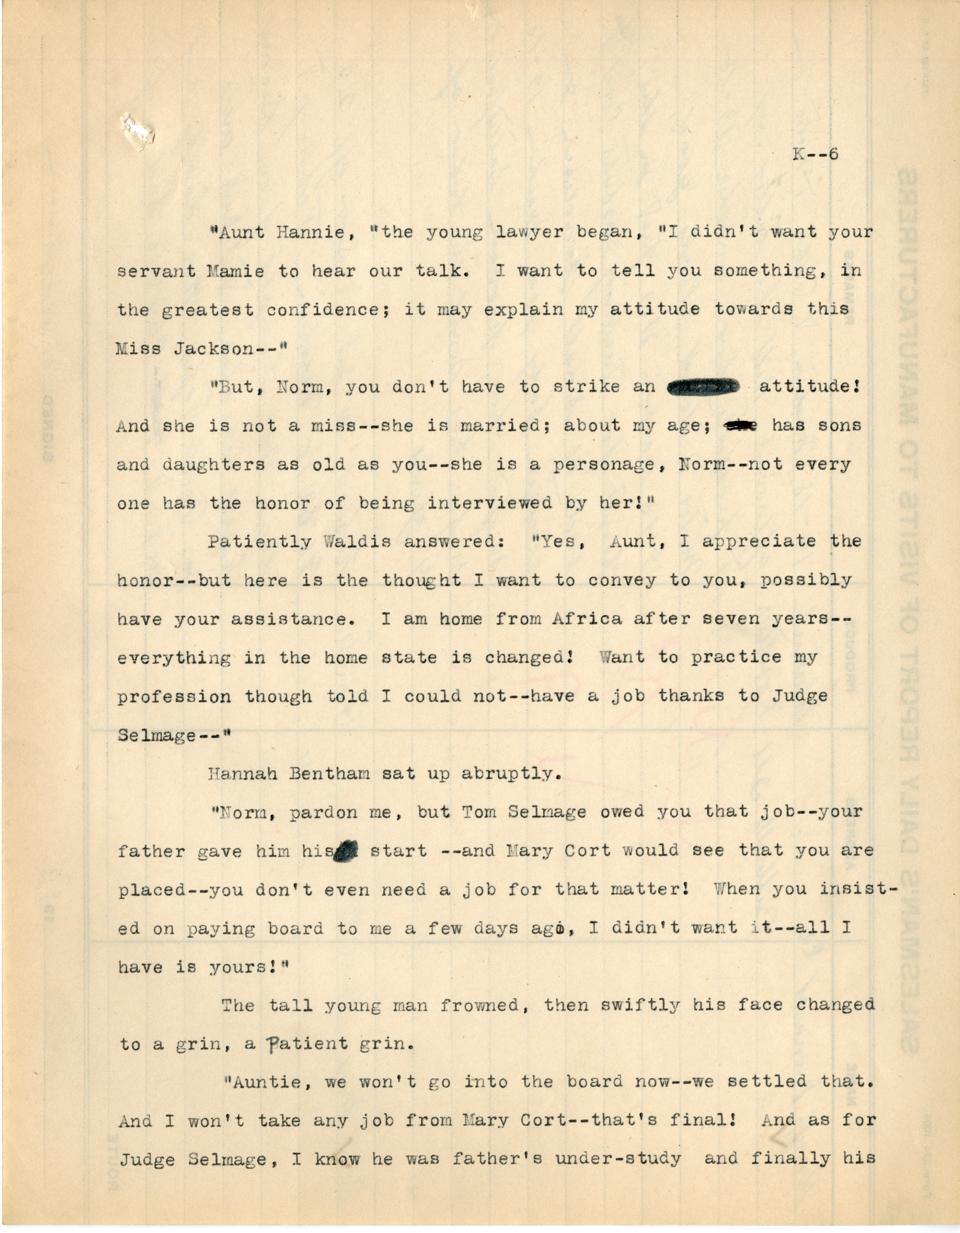 K--6
"Aunt Hannie, "the young lawyer began, "I didn't want your
servant Mamie to hear our talk. I want to tell you something, in
the greatest confidence; it may explain my attitude towards this
Miss Jackson--"
"But, Norm, you don't have to strike an attitude!
And she is not a miss--she is married; about my age; has sons
and daughters as old as you--she is a personage, Norm--not every
one has the honor of being interviewed by her!"
Patiently Waldis answered: "Yes, Aunt, I appreciate the
honor--but here is the thought I want to convey to you, possibly
have your assistance. I am home from Africa after seven years--
everything in the home state is changed! Want to practice my
profession though told I could not--have a job thanks to Judge
Selmage--"
Hannah Bentham sat up abruptly.
"Norm, pardon me, but Tom Selmage owed you that job--your
father gave him his start --and Mary Cort would see that you are
placed--you don't even need a job for that matter! When you insist-
ed on paying board to me a few days ago, I didn't want it--all I
have is yours!"
The tall young man frowned, then swiftly his face changed
to a grin, a Patient grin.
"Auntie, we won't go into the board now--we settled that.
And I won't take any job from Mary Cort--that's final! And as for
Judge Selmage, I know he was father's under-study and finally his
SALESMAN'S DAILY REPORT OF VISITS TO MANUFACTURERS
SIGNED